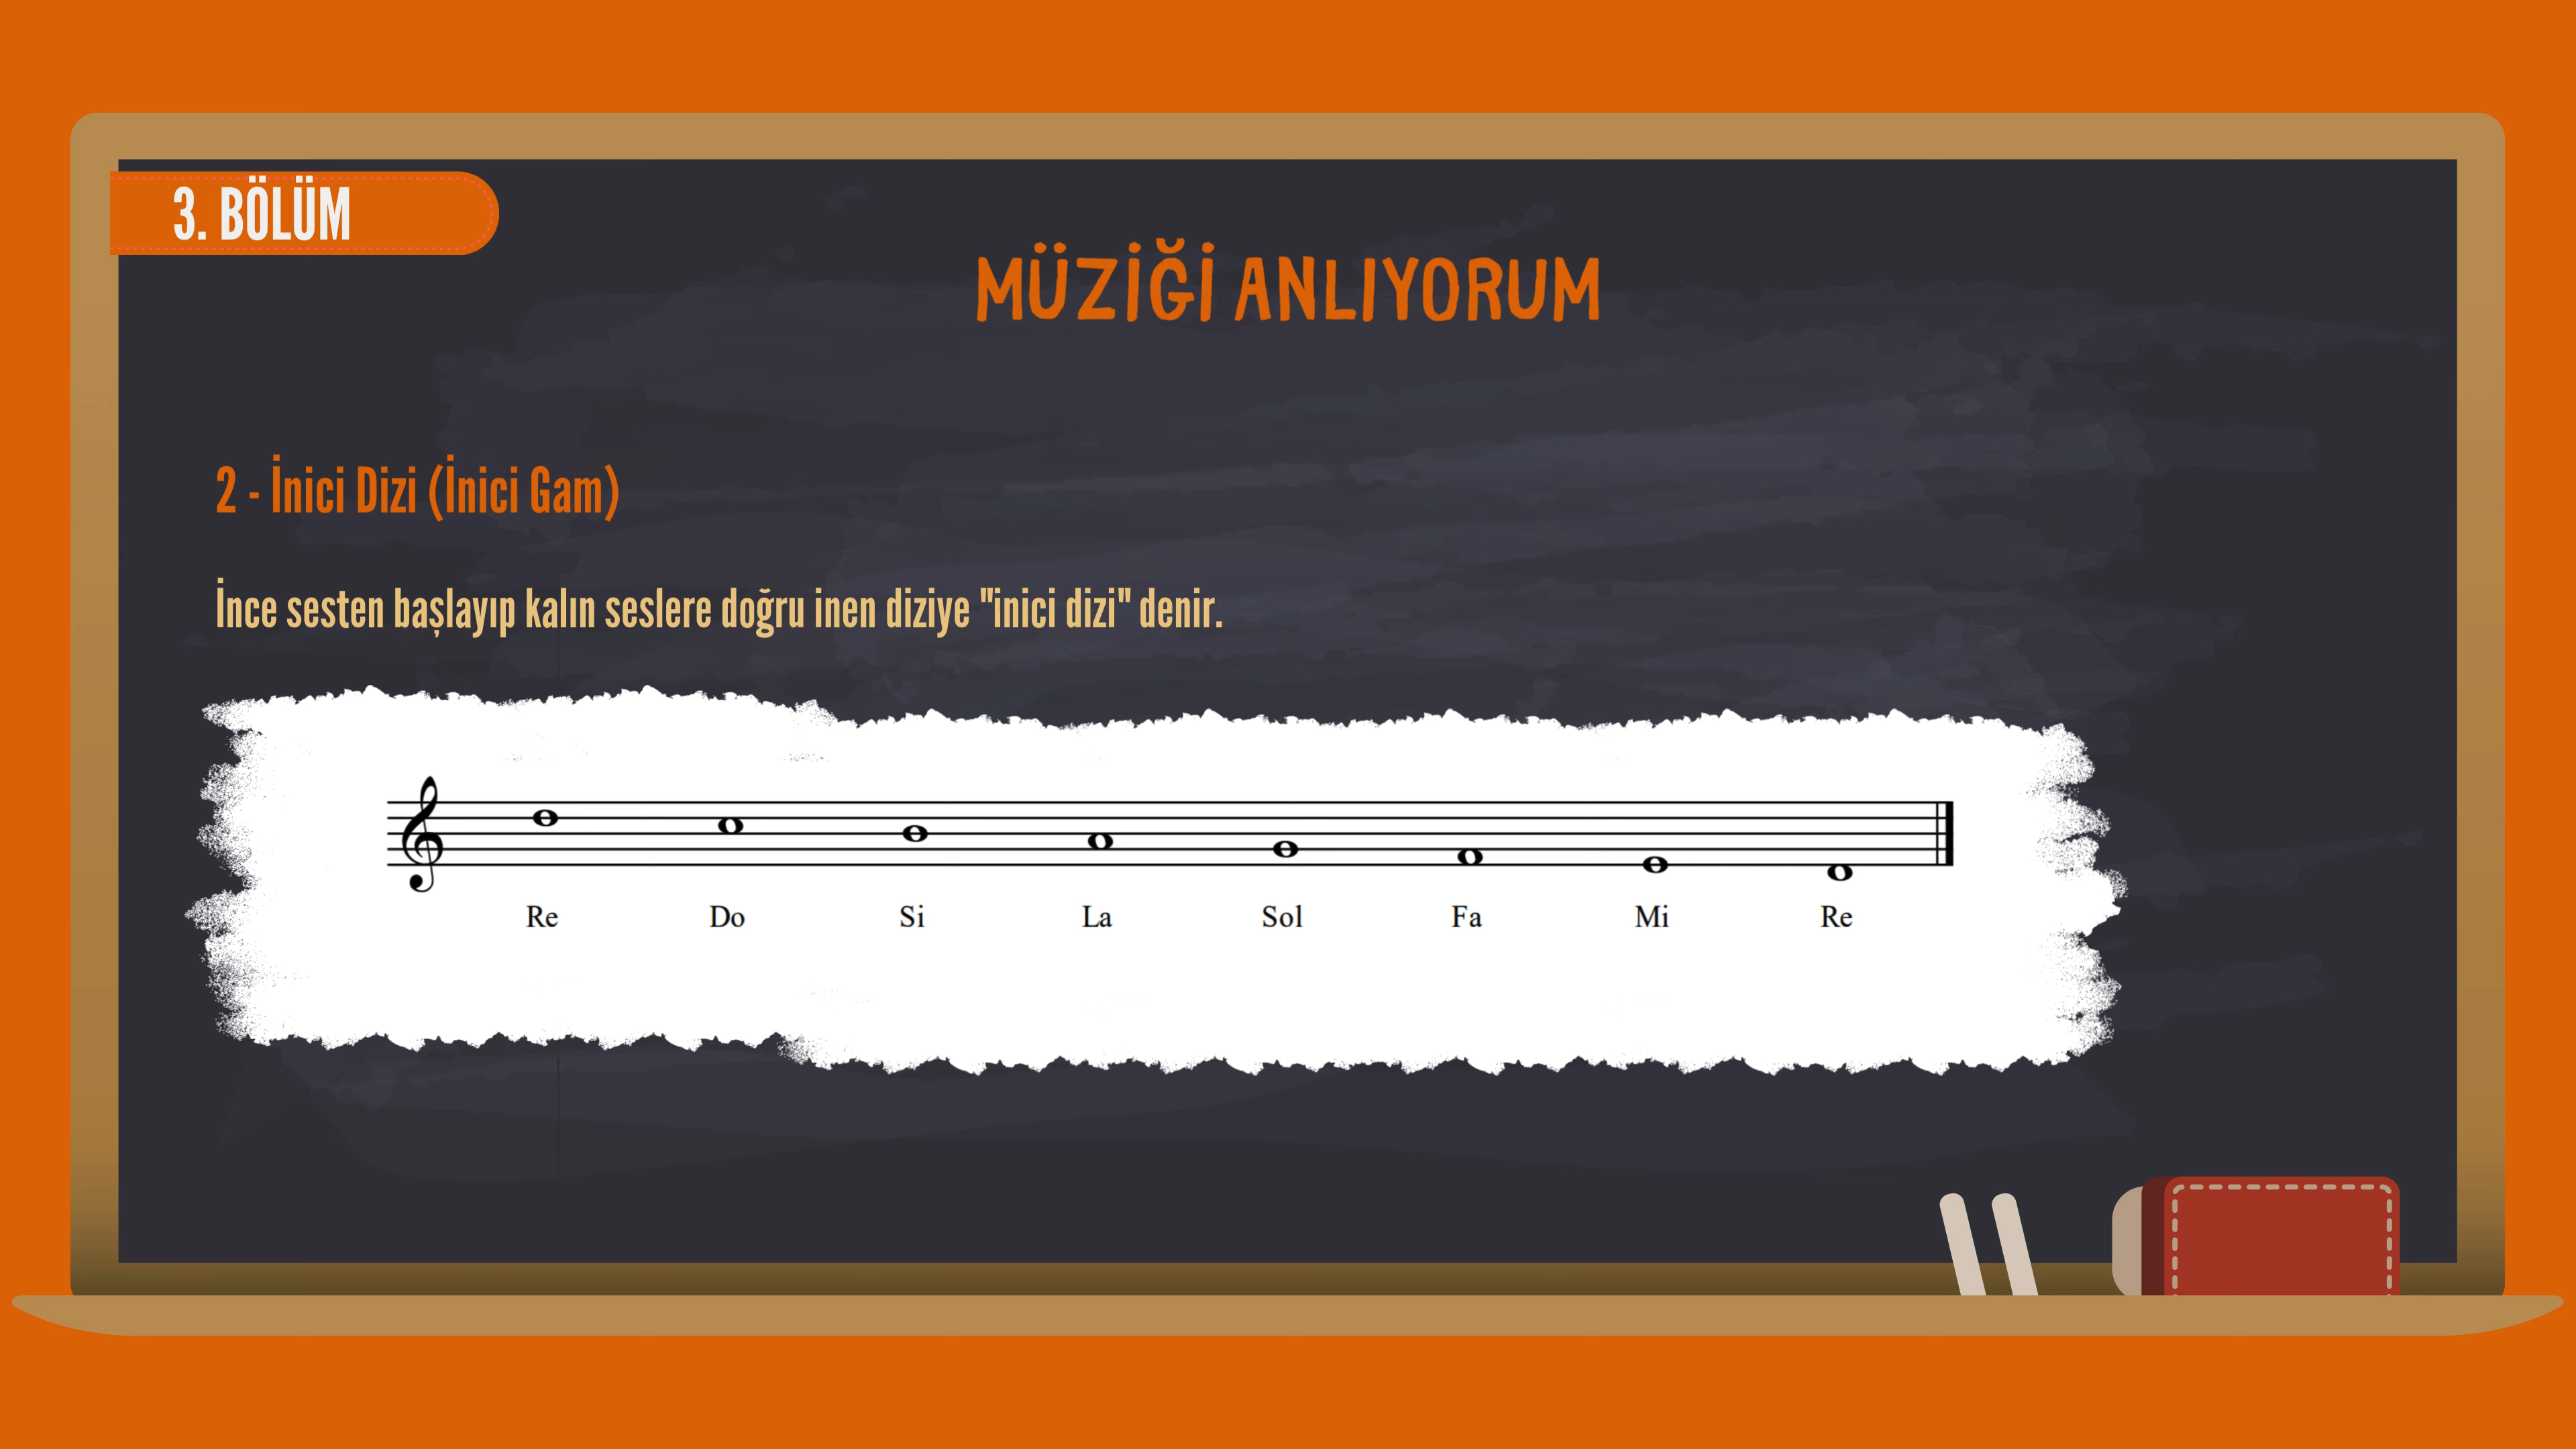 3. BÖLÜM
MÜZİĞİ ANLIYORUM
2 - İnici Dizi (İnici Gam)
İnce sesten başlayıp kalın seslere doğru inen diziye "inici dizi" denir.
Re Do Si La Sol Fa Mi Re